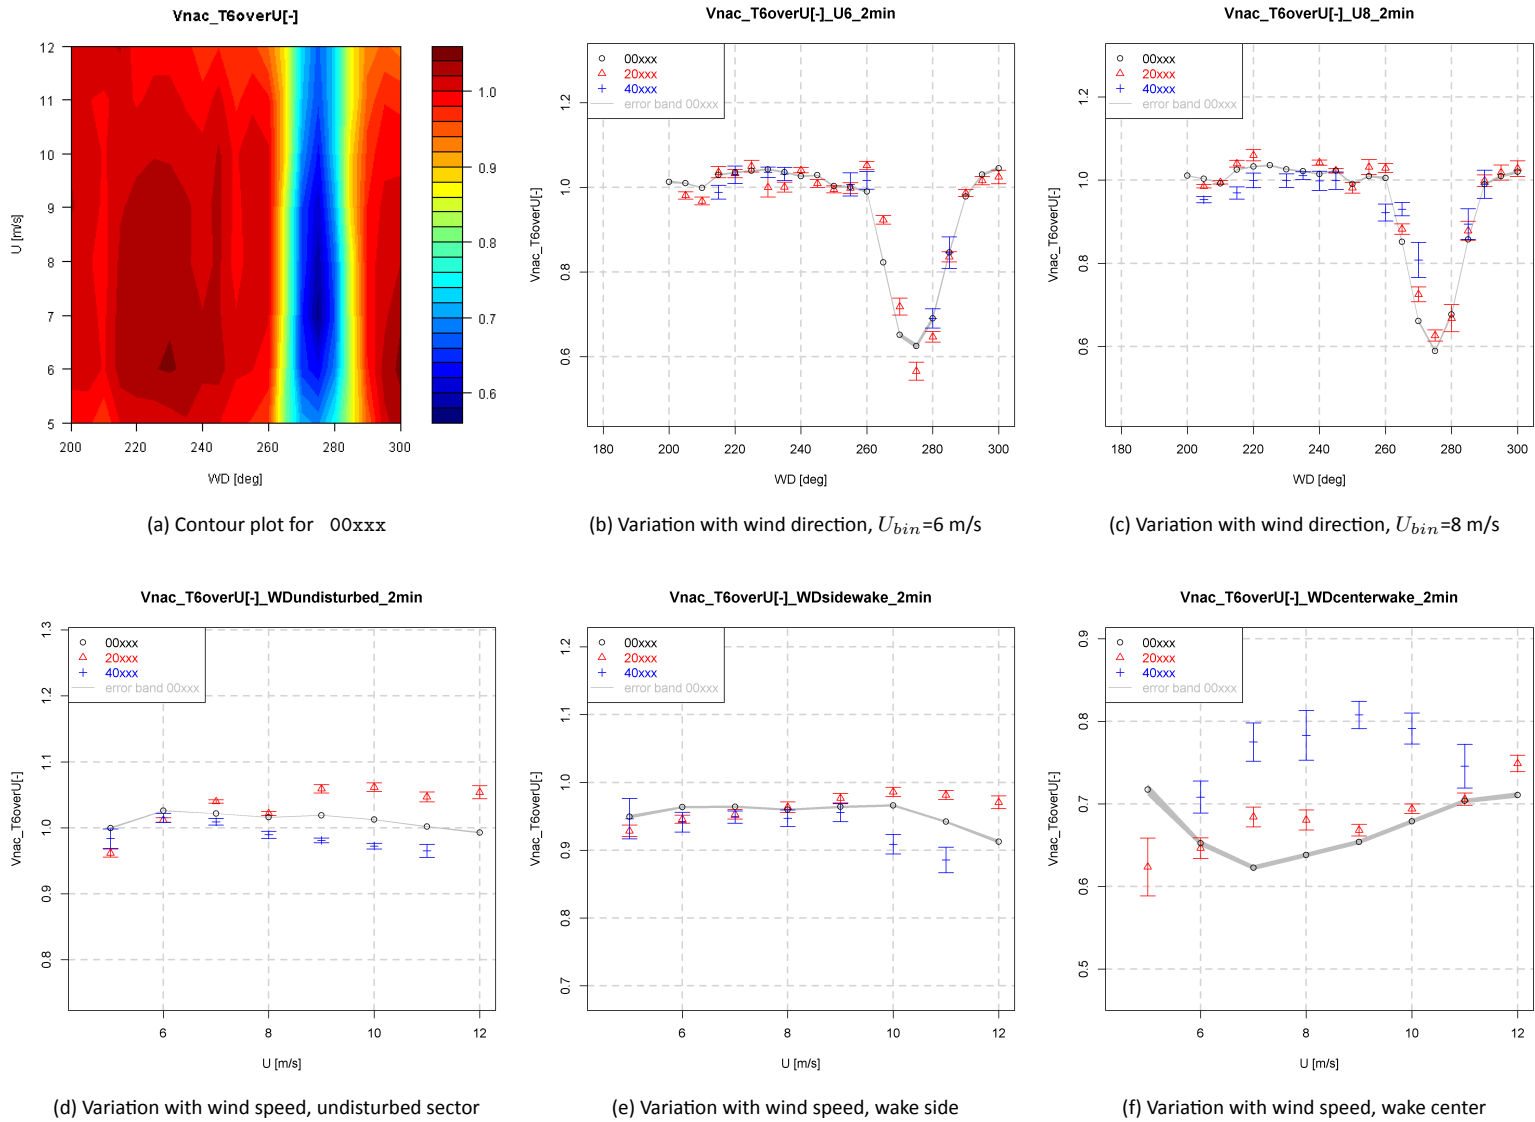 Vnac_T6overU[-]
12
11
10
9
8
7
6
5
U [m/s]
200
220
240
260
280
300
WD [deg]
1.0
0.9
0.8
0.7
0.6
(a) Contour plot for 00xxx
Vnac_T6overU[-]_U6_2min
00xxx
20xxx
40xxx
error band 00xxx
1.2
1.0
0.8
0.6
Vnac_T6overU[-]
180
200
220
240
260
280
300
WD [deg]
(b) Variation with wind direction, U_bin=6 m/s
Vnac_T6overU[-]_U8_2min
00xxx
20xxx
40xxx
error band 00xxx
1.2
1.0
0.8
0.6
Vnac_T6overU[-]
180
200
220
240
260
280
300
WD [deg]
(c) Variation with wind direction, U_bin=8 m/s
Vnac_T6overU[-]_WDundisturbed_2min
00xxx
20xxx
40xxx
error band 00xxx
1.3
1.2
1.1
1.0
0.9
0.8
Vnac_T6overU[-]
6
8
10
12
U [m/s]
(d) Variation with wind speed, undisturbed sector
Vnac_T6overU[-]_WDsidewake_2min
00xxx
20xxx
40xxx
error band 00xxx
1.2
1.1
1.0
0.9
0.8
0.7
Vnac_T6overU[-]
6
8
10
12
U [m/s]
(e) Variation with wind speed, wake side
Vnac_T6overU[-]_WDcenterwake_2min
00xxx
20xxx
40xxx
error band 00xxx
0.9
0.8
0.7
0.6
0.5
Vnac_T6overU[-]
6
8
10
12
U [m/s]
(f) Variation with wind speed, wake center